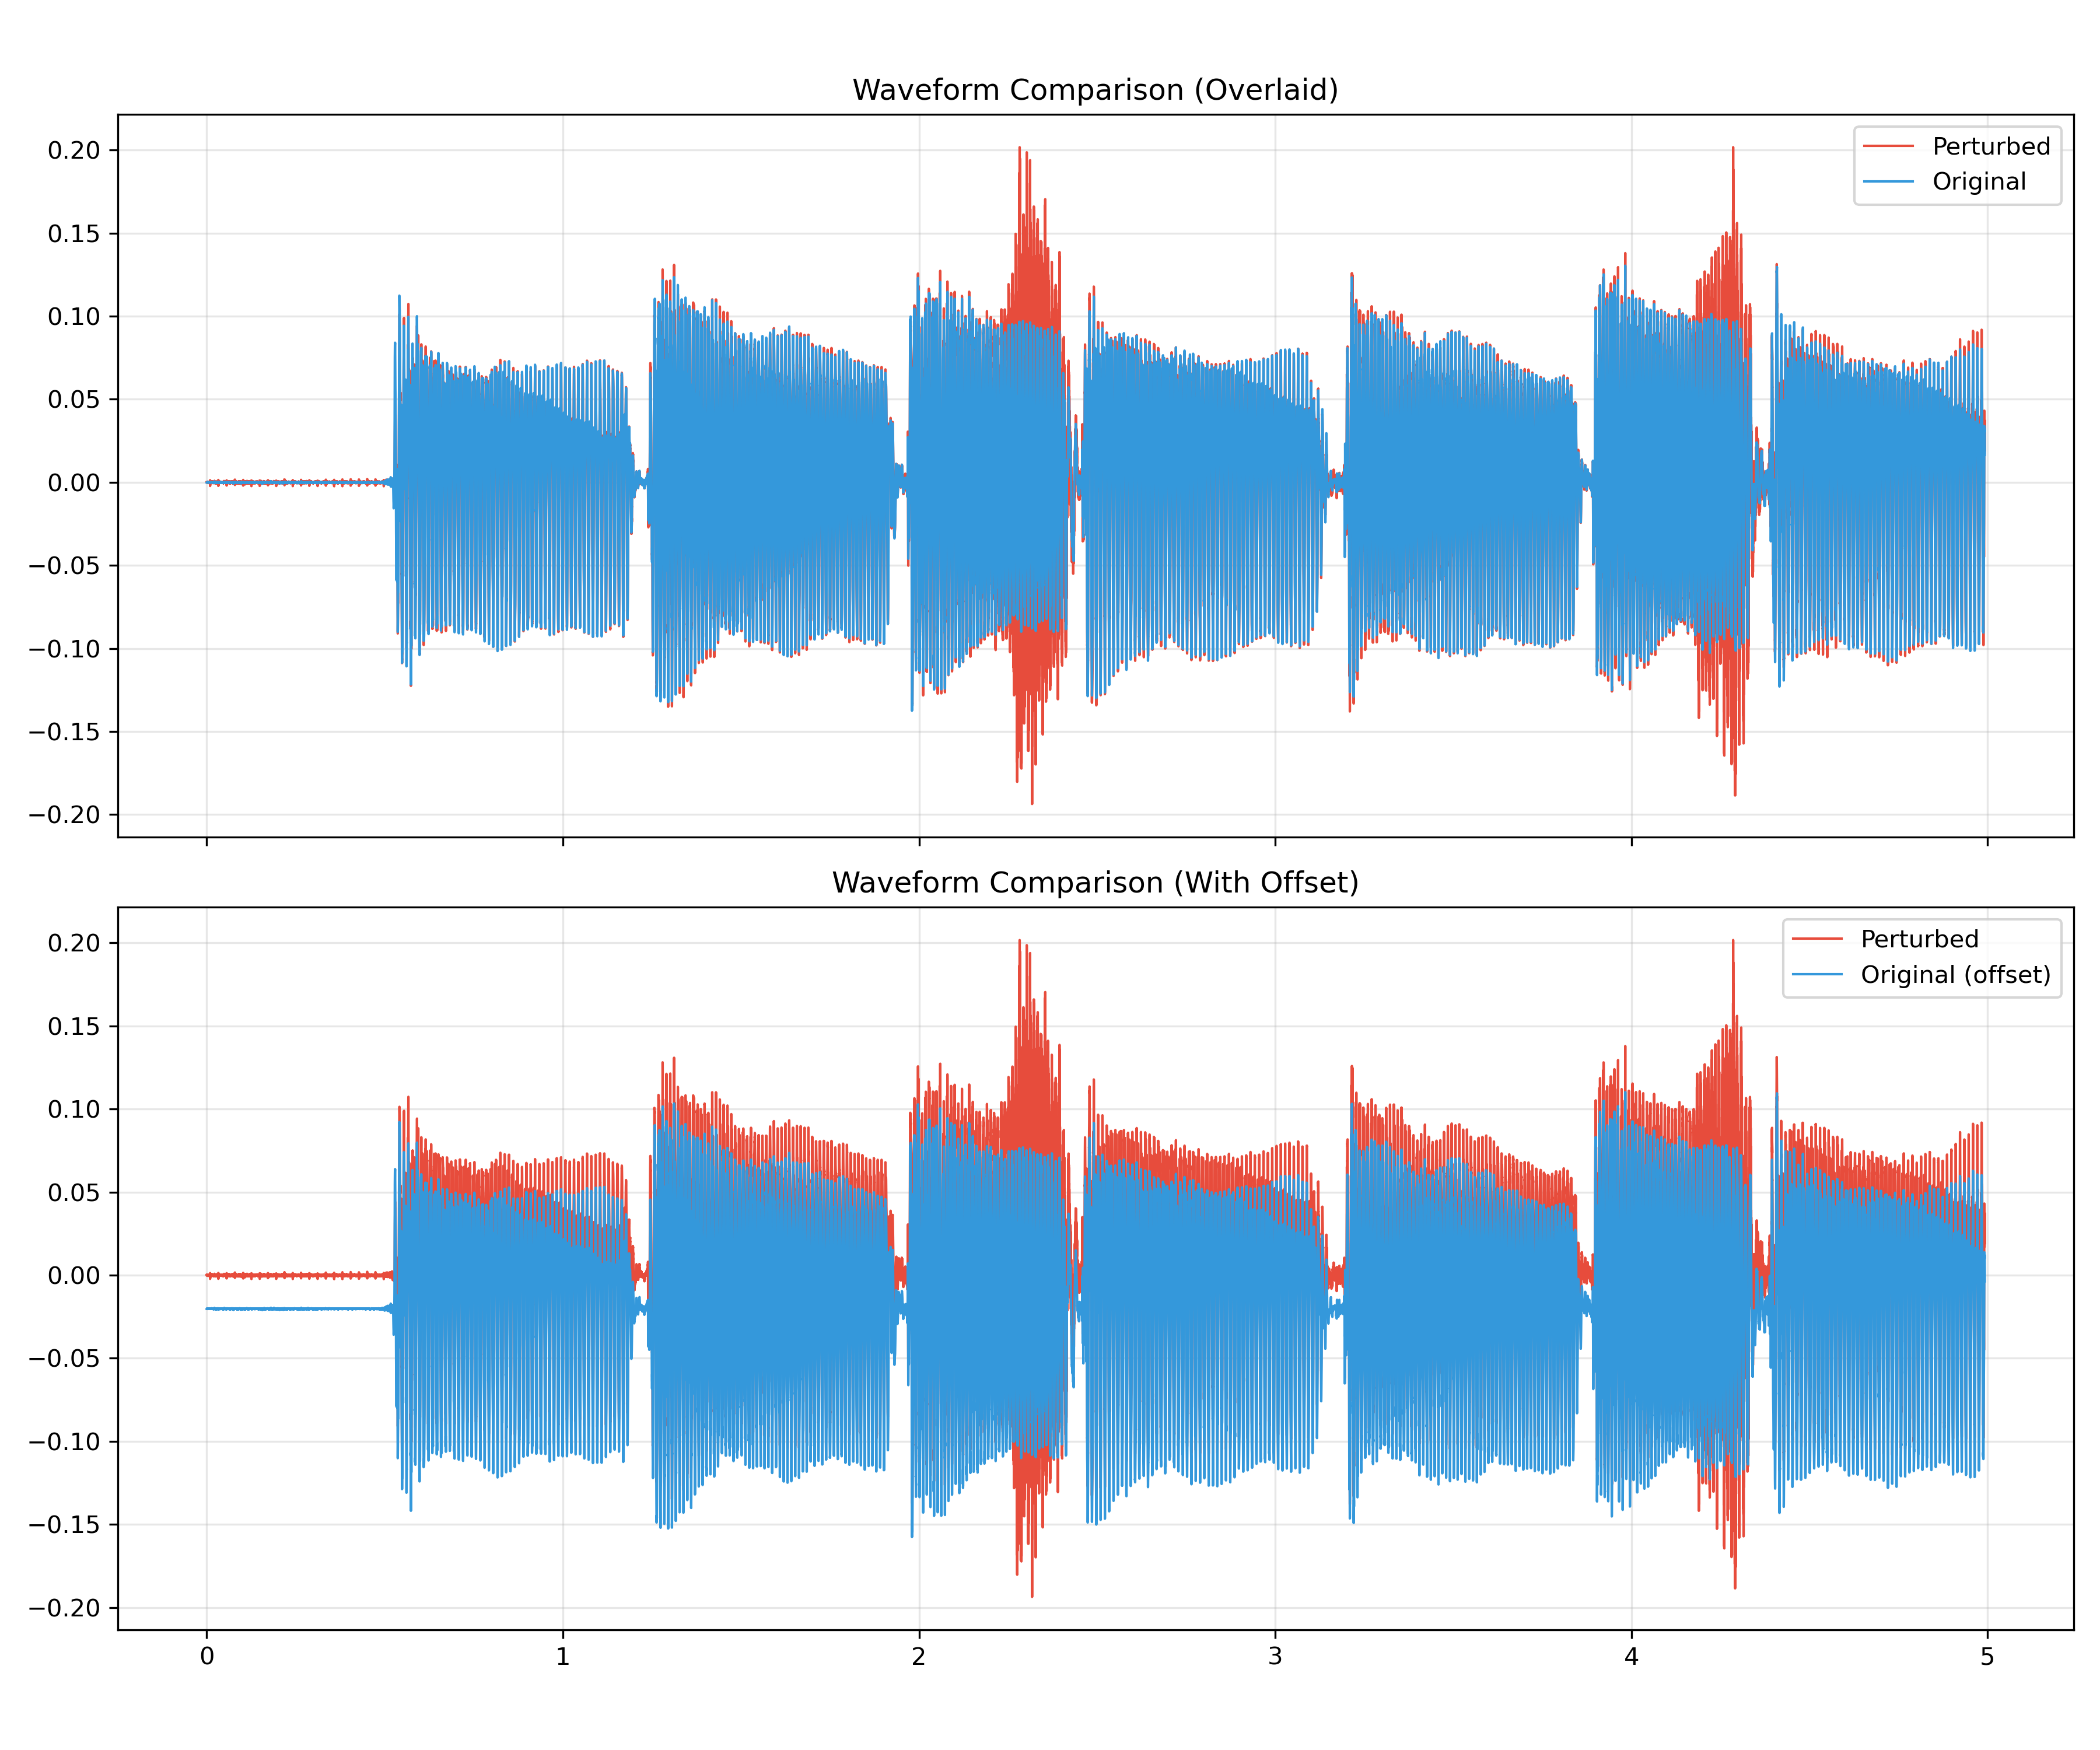 Waveform Comparison (Overlaid)
Perturbed
Original
0.20
0.15
0.10
0.05
0.00
−0.05
−0.10
−0.15
−0.20
Waveform Comparison (With Offset)
Perturbed
Original (offset)
0.20
0.15
0.10
0.05
0.00
−0.05
−0.10
−0.15
−0.20
0 1 2 3 4 5